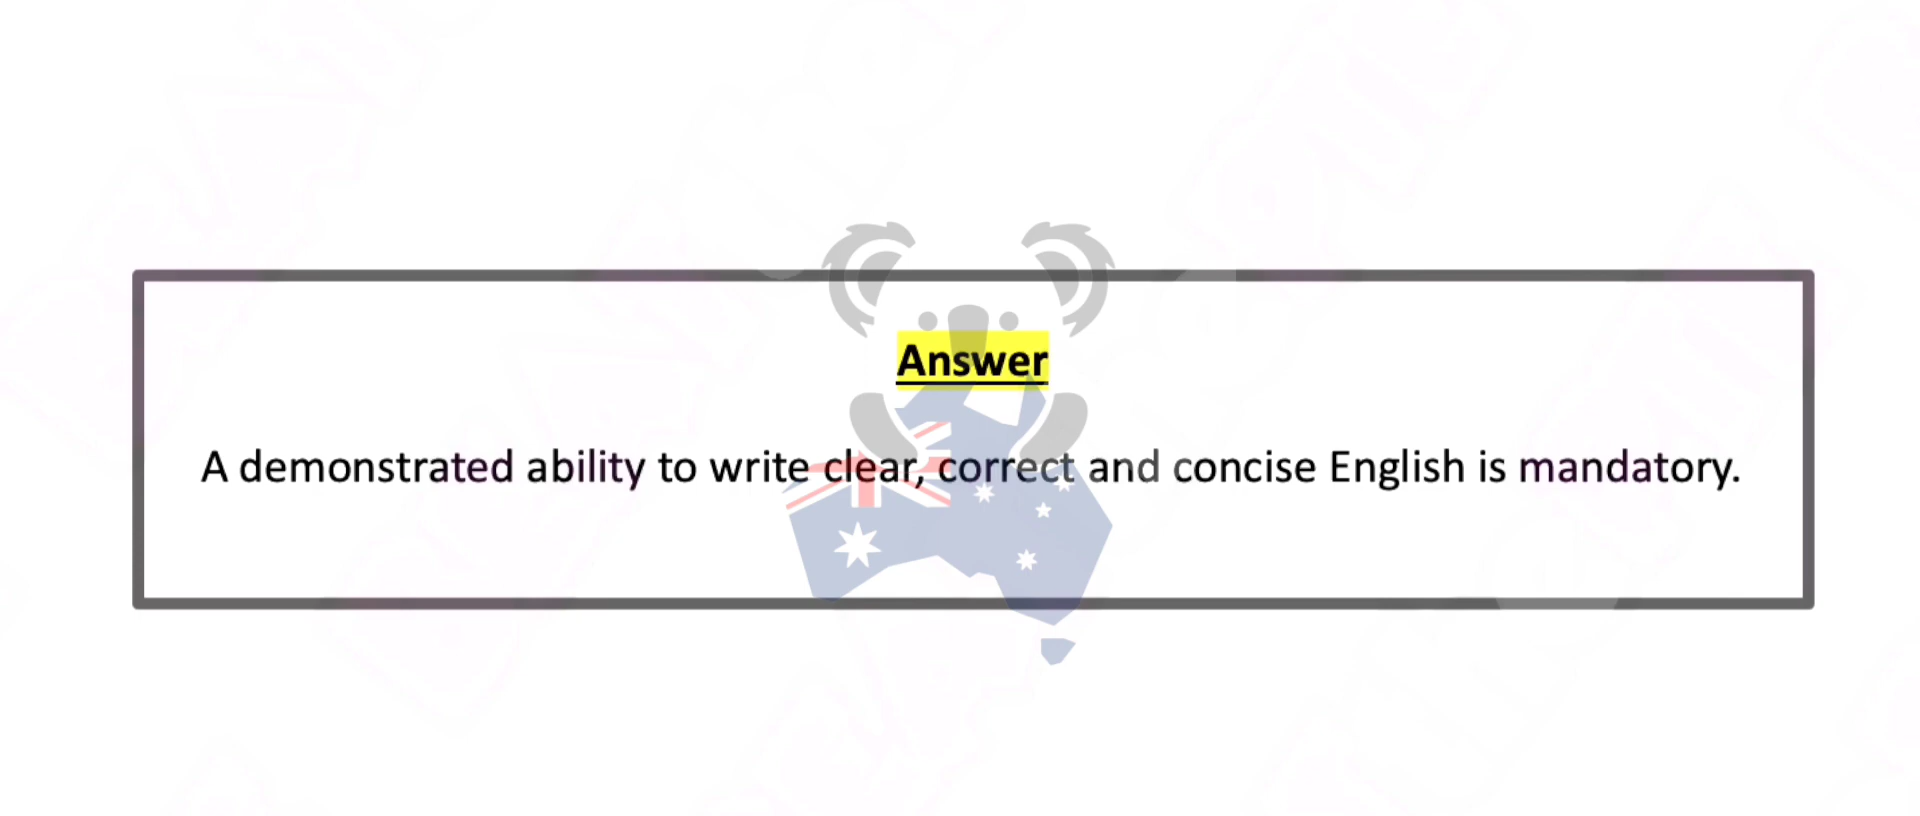 Answer
A demonstrated ability to write clear, correct and concise English is mandatory.